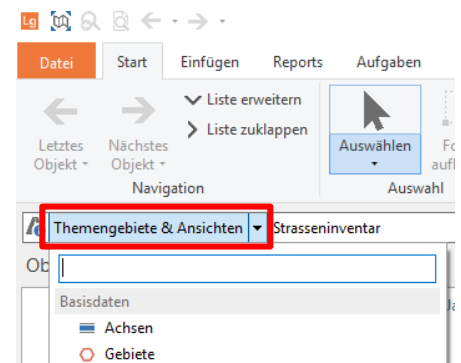 Lg
Datei Start Einfügen Reports Aufgaben
Liste erweitern
Liste zuklappen
Letztes Objekt
Nächstes Objekt
Auswählen
Navigation
Auswahl
Themengebiete & Ansichten Strasseninventar
Ob
Basisdaten
Achsen
Gebiete